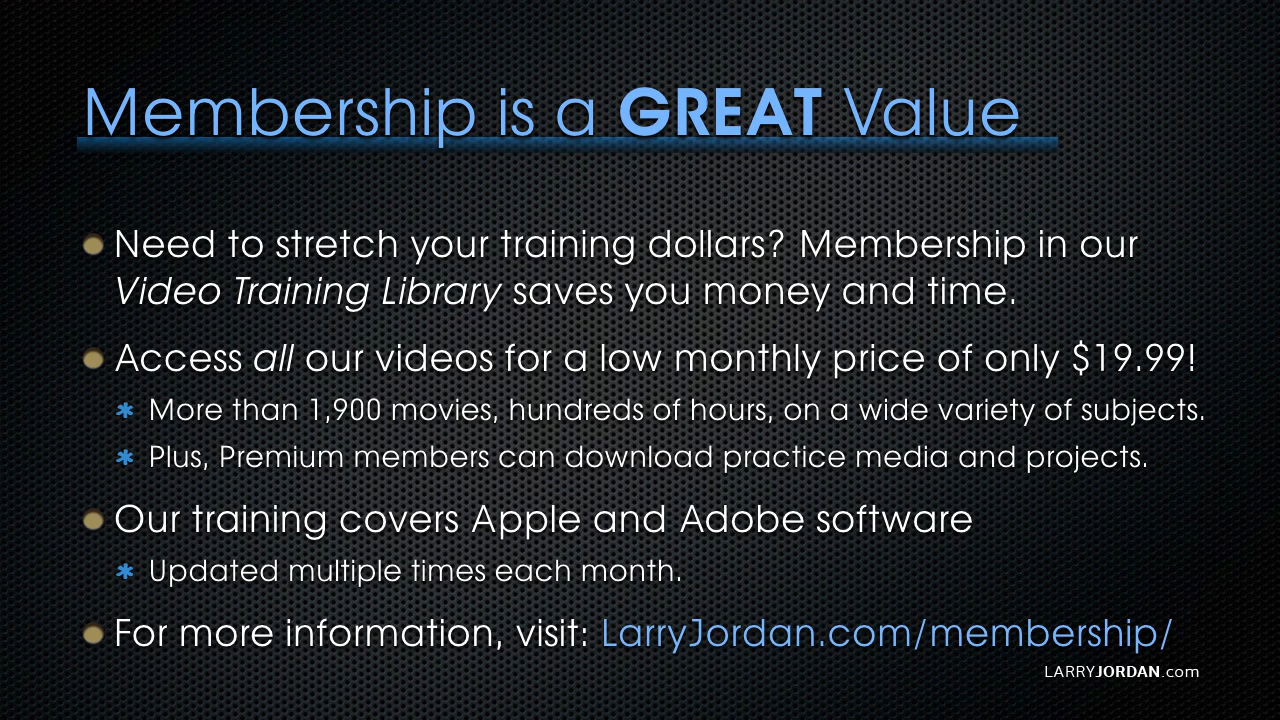 Membership is a GREAT Value
Need to stretch your training dollars? Membership in our
Video Training Library saves you money and time.
Access all our videos for a low monthly price of only $19.99!
More than 1,900 movies, hundreds of hours, on a wide variety of subjects.
Plus, Premium members can download practice media and projects.
Our training covers Apple and Adobe software
Updated multiple times each month.
For more information, visit: LarryJordan.com/membership/
LARRYJORDAN.com